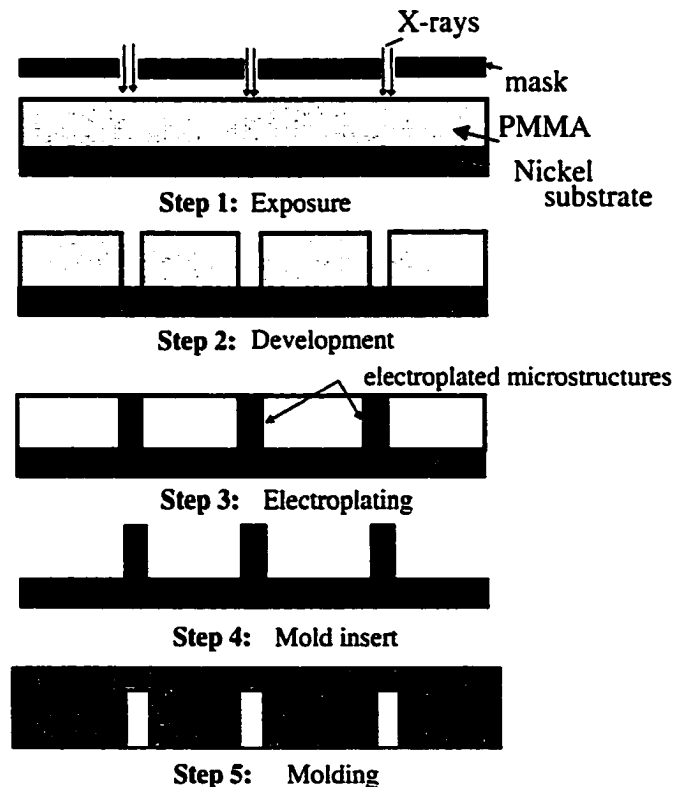 X-rays
mask
PMMA
Nickel
substrate
Step 1: Exposure
Step 2: Development
electroplated microstructures
Step 3: Electroplating
Step 4: Mold insert
Step 5: Molding